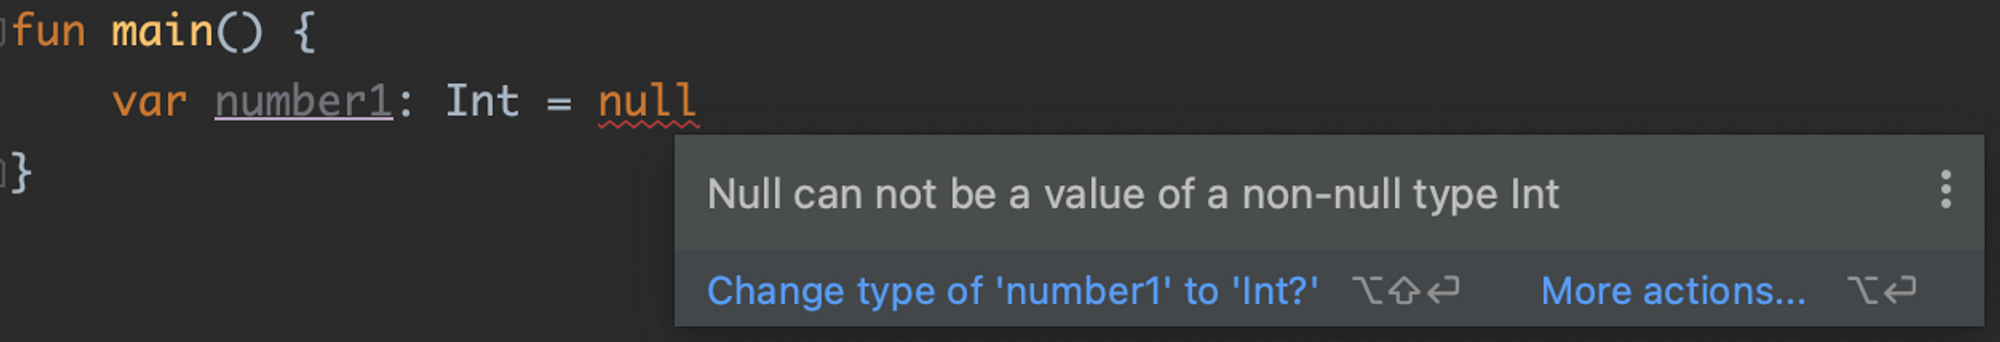 fun main() {
    var number1: Int = null
}
Null can not be a value of a non-null type Int
Change type of 'number1' to 'Int?' ⌥⇧⏎ More actions... ⌥⏎